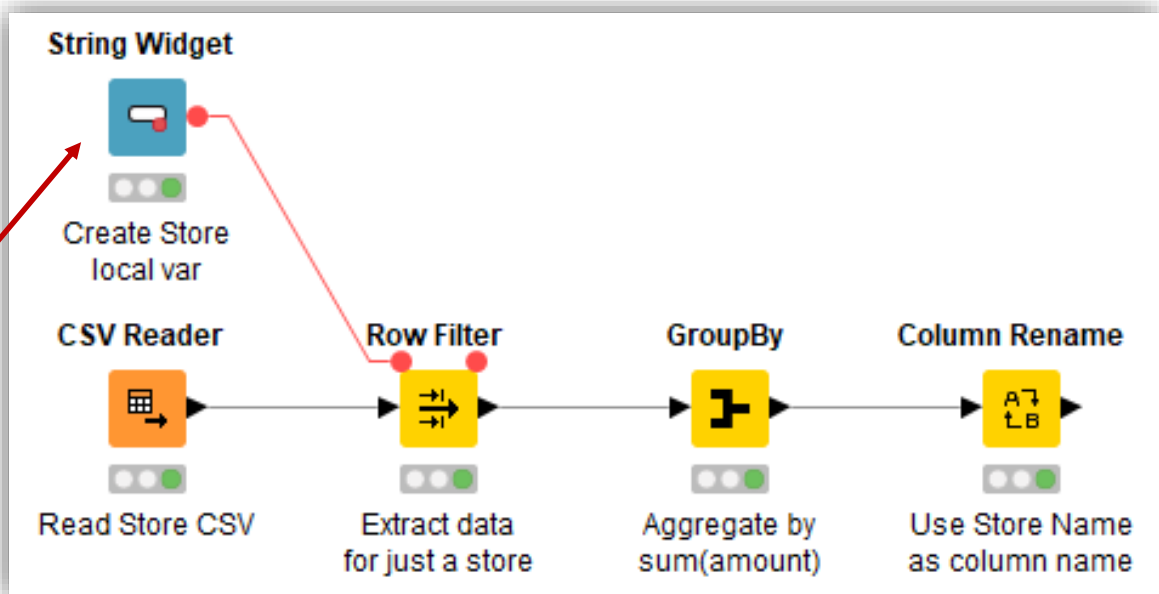 String Widget
Create Store
local var
CSV Reader
Row Filter
GroupBy
Column Rename
A
B
Read Store CSV
Extract data
for just a store
Aggregate by
sum(amount)
Use Store Name
as column name